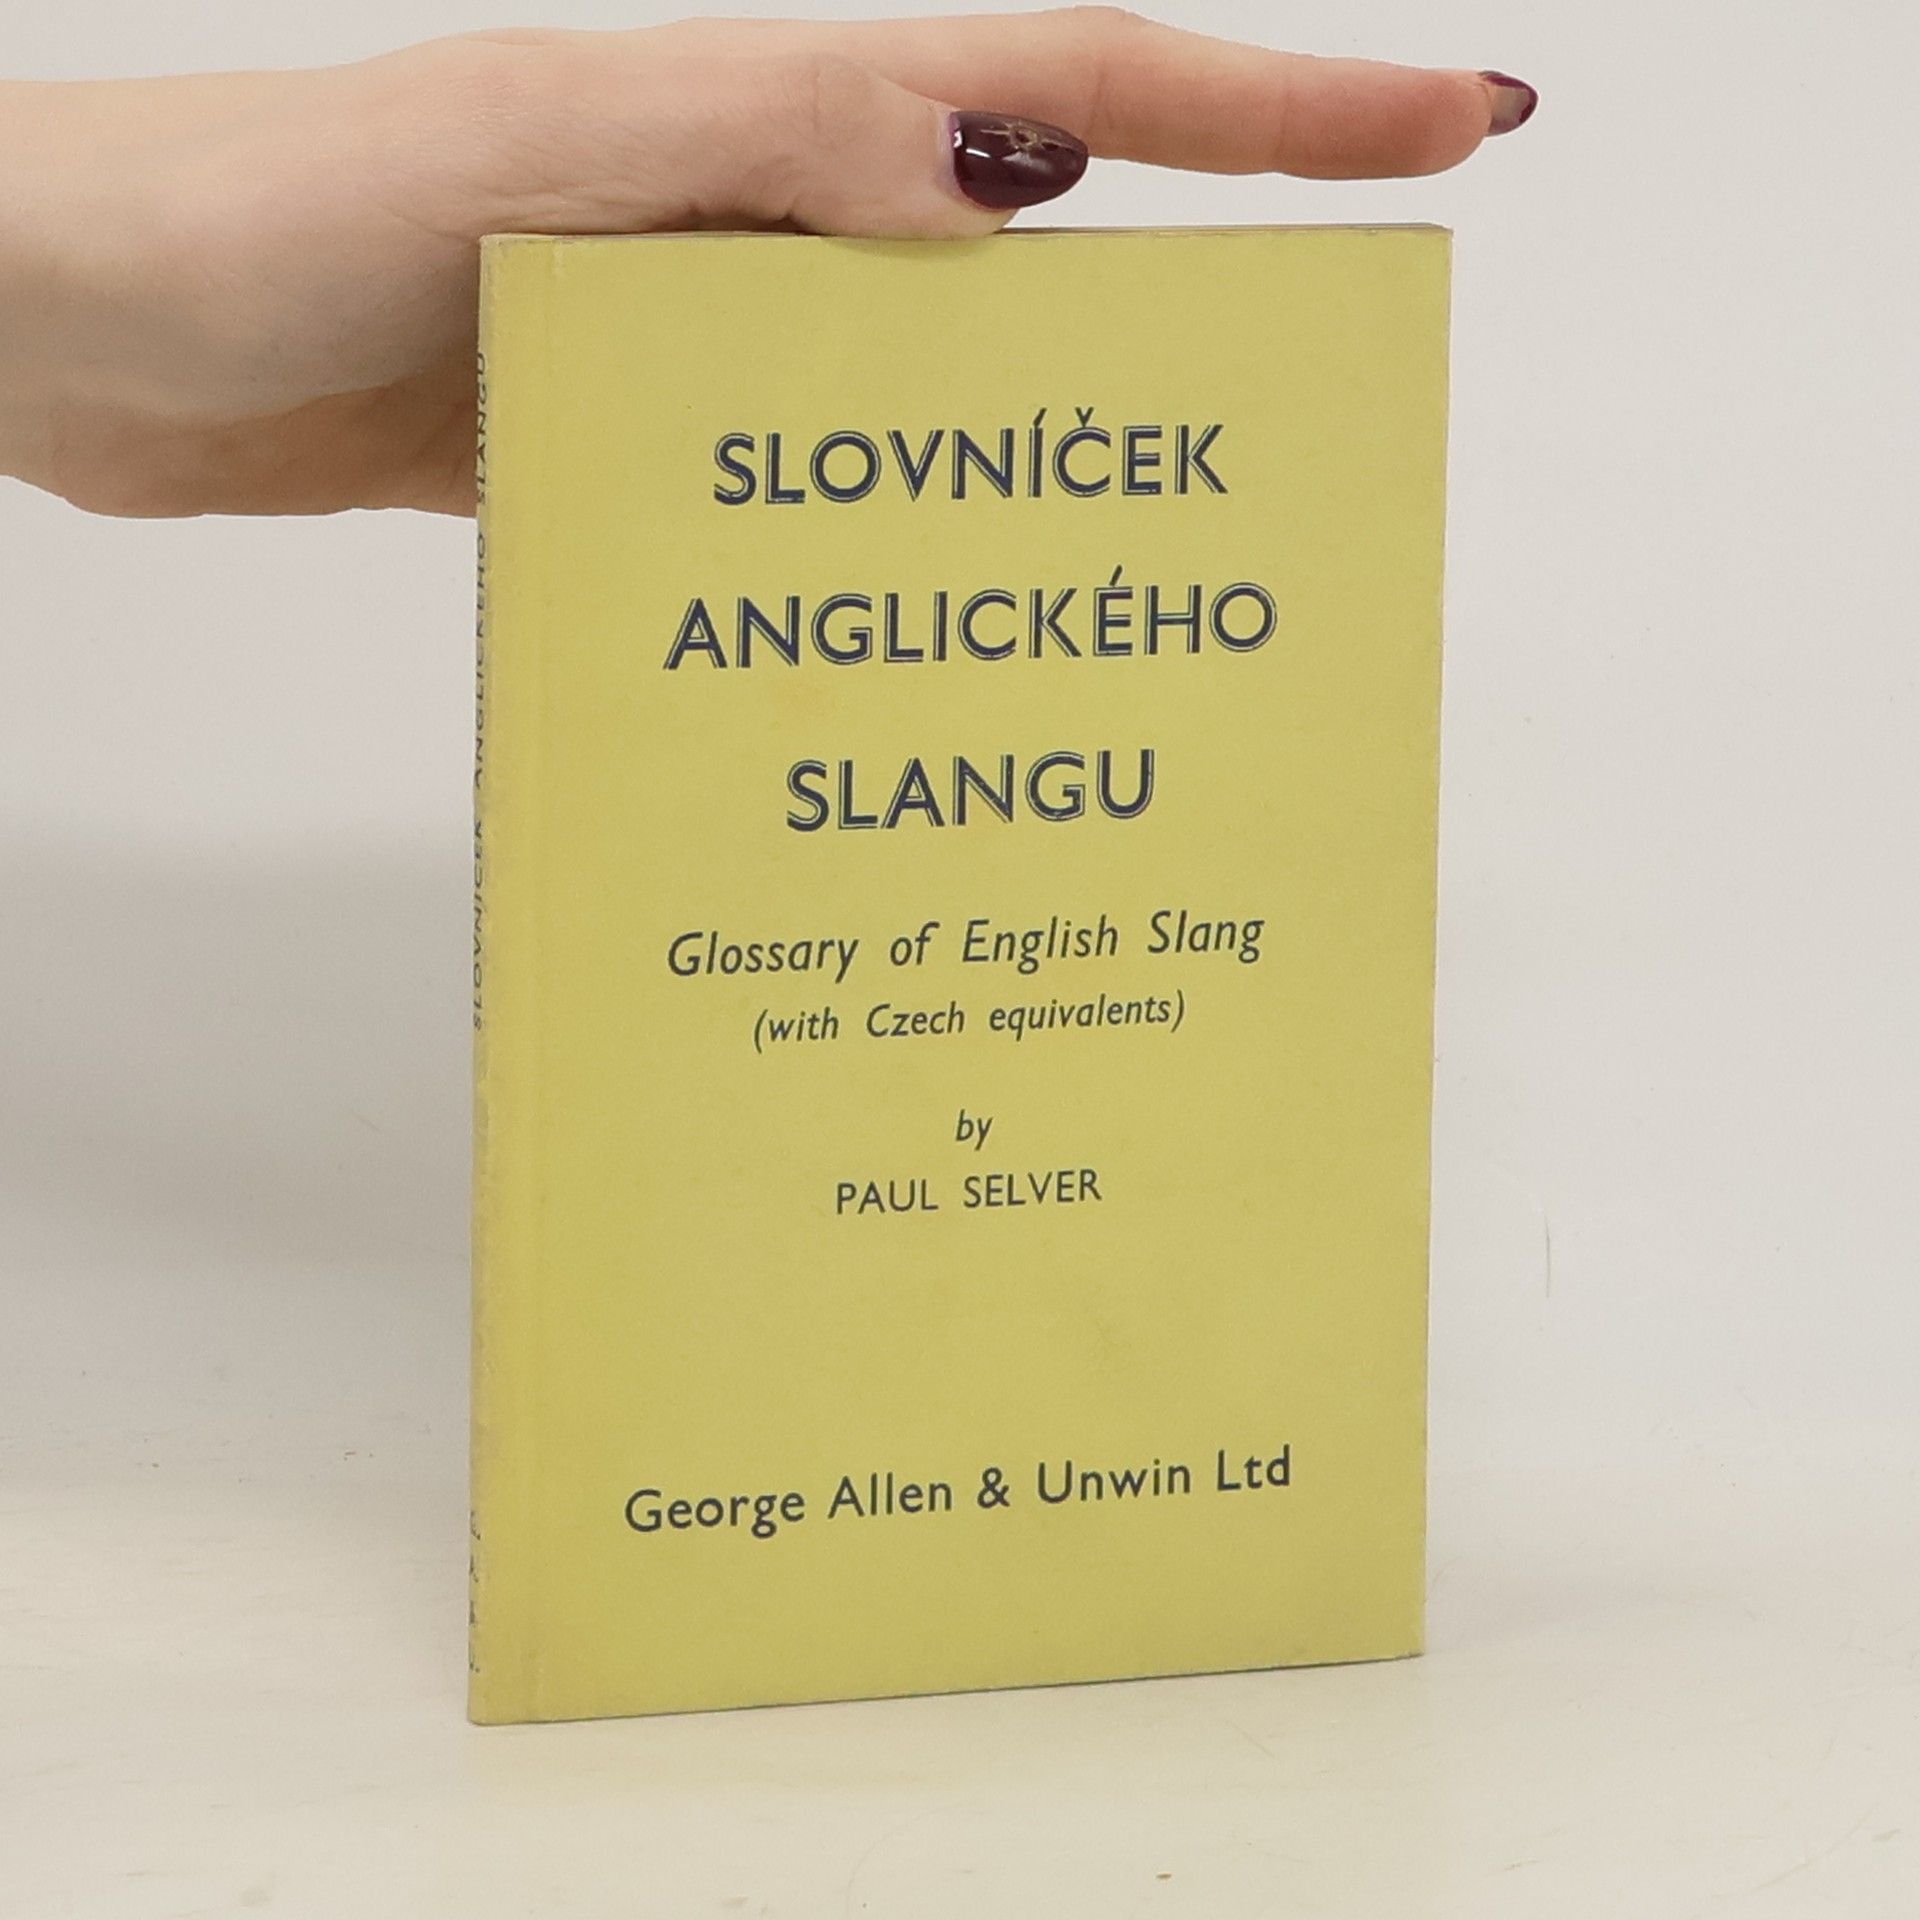 SLOVNÍČEK
ANGLICKÉHO
SLANGU
Glossary of English Slang
(with Czech equivalents)
by
PAUL SELVER
George Allen & Unwin Ltd
SLOVNÍČEK ANGLICKÉHO SLANGU